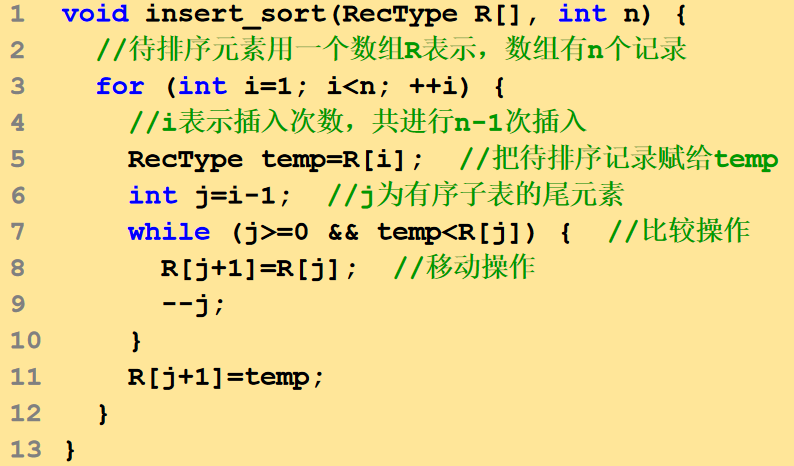 1 void insert_sort(RecType R[], int n) {
2   //待排序元素用一个数组R表示，数组有n个记录
3   for (int i=1; i<n; ++i) {
4     //i表示插入次数，共进行n-1次插入
5     RecType temp=R[i];  //把待排序记录赋给temp
6     int j=i-1;  //j为有序子表的尾元素
7     while (j>=0 && temp<R[j]) {  //比较操作
8       R[j+1]=R[j];  //移动操作
9       --j;
10     }
11     R[j+1]=temp;
12   }
13 }